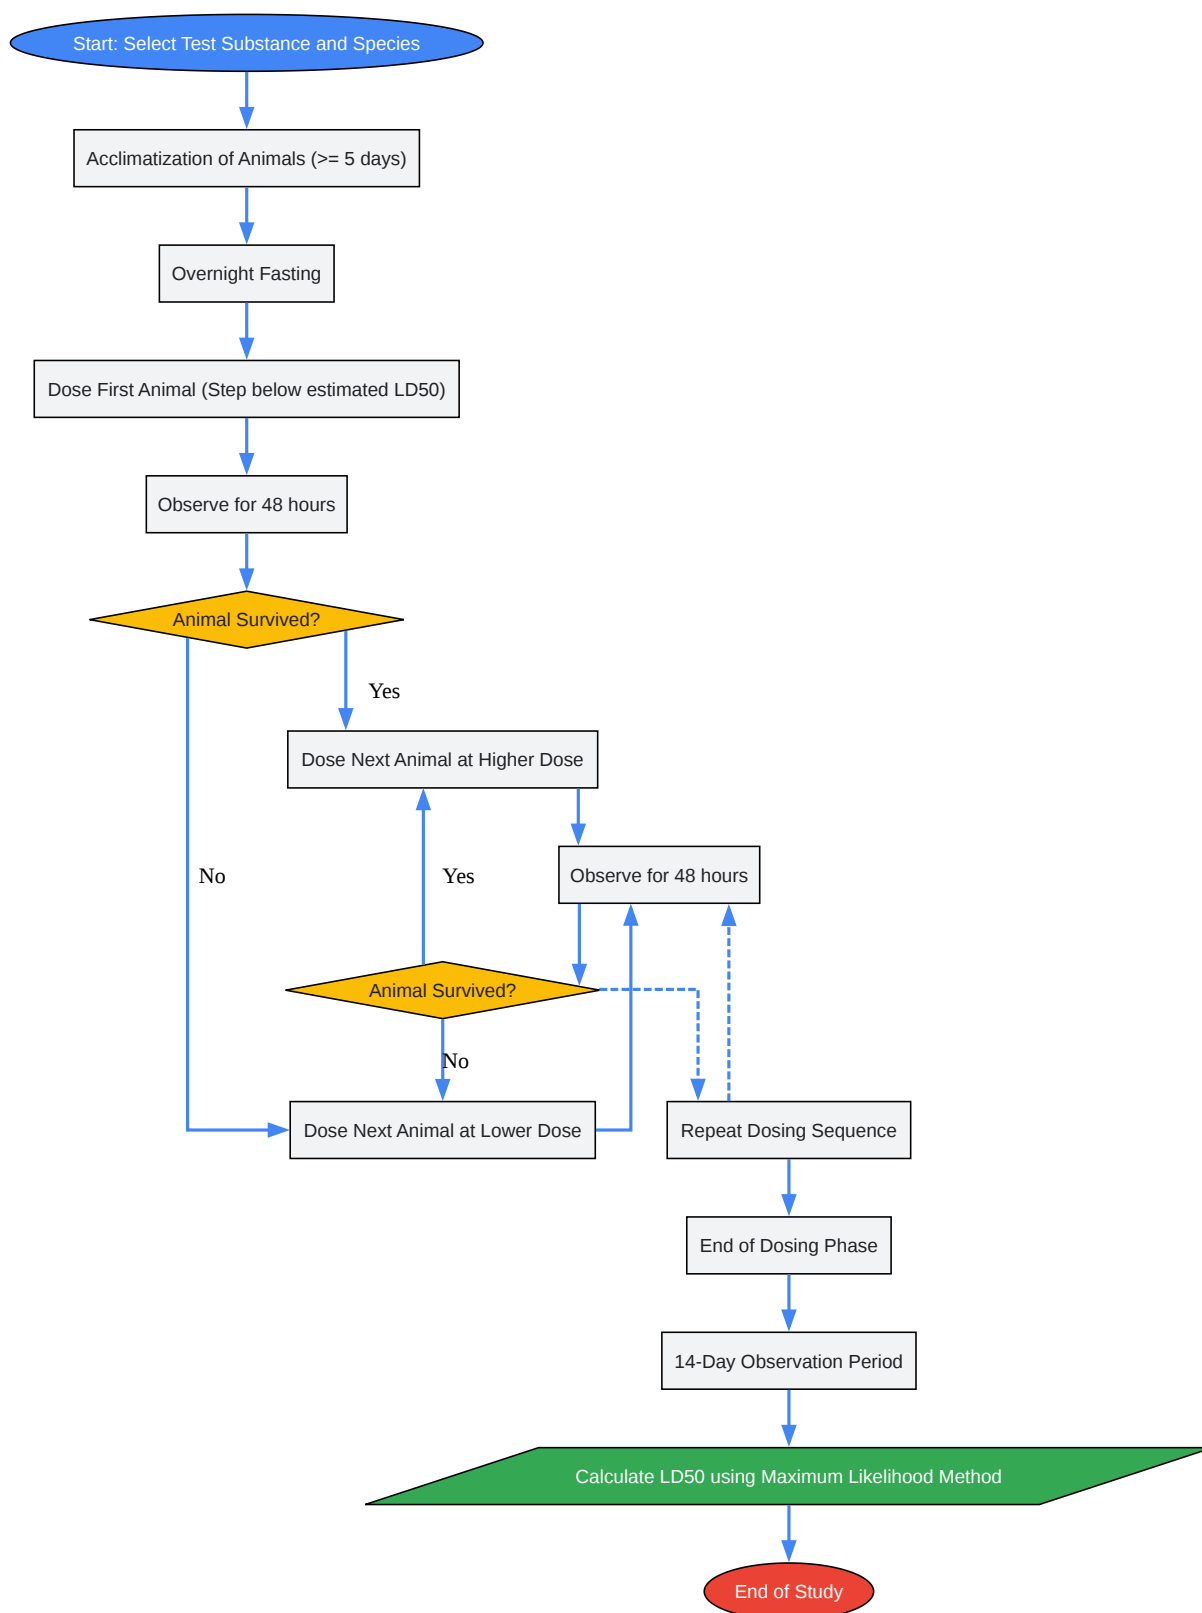 Start: Select Test Substance and Species
Acclimatization of Animals (>= 5 days)
Overnight Fasting
Dose First Animal (Step below estimated LD50)
Observe for 48 hours
Animal Survived?
Yes
Dose Next Animal at Higher Dose
No
Yes
Observe for 48 hours
Animal Survived?
No
Dose Next Animal at Lower Dose
Repeat Dosing Sequence
End of Dosing Phase
14-Day Observation Period
Calculate LD50 using Maximum Likelihood Method
End of Study